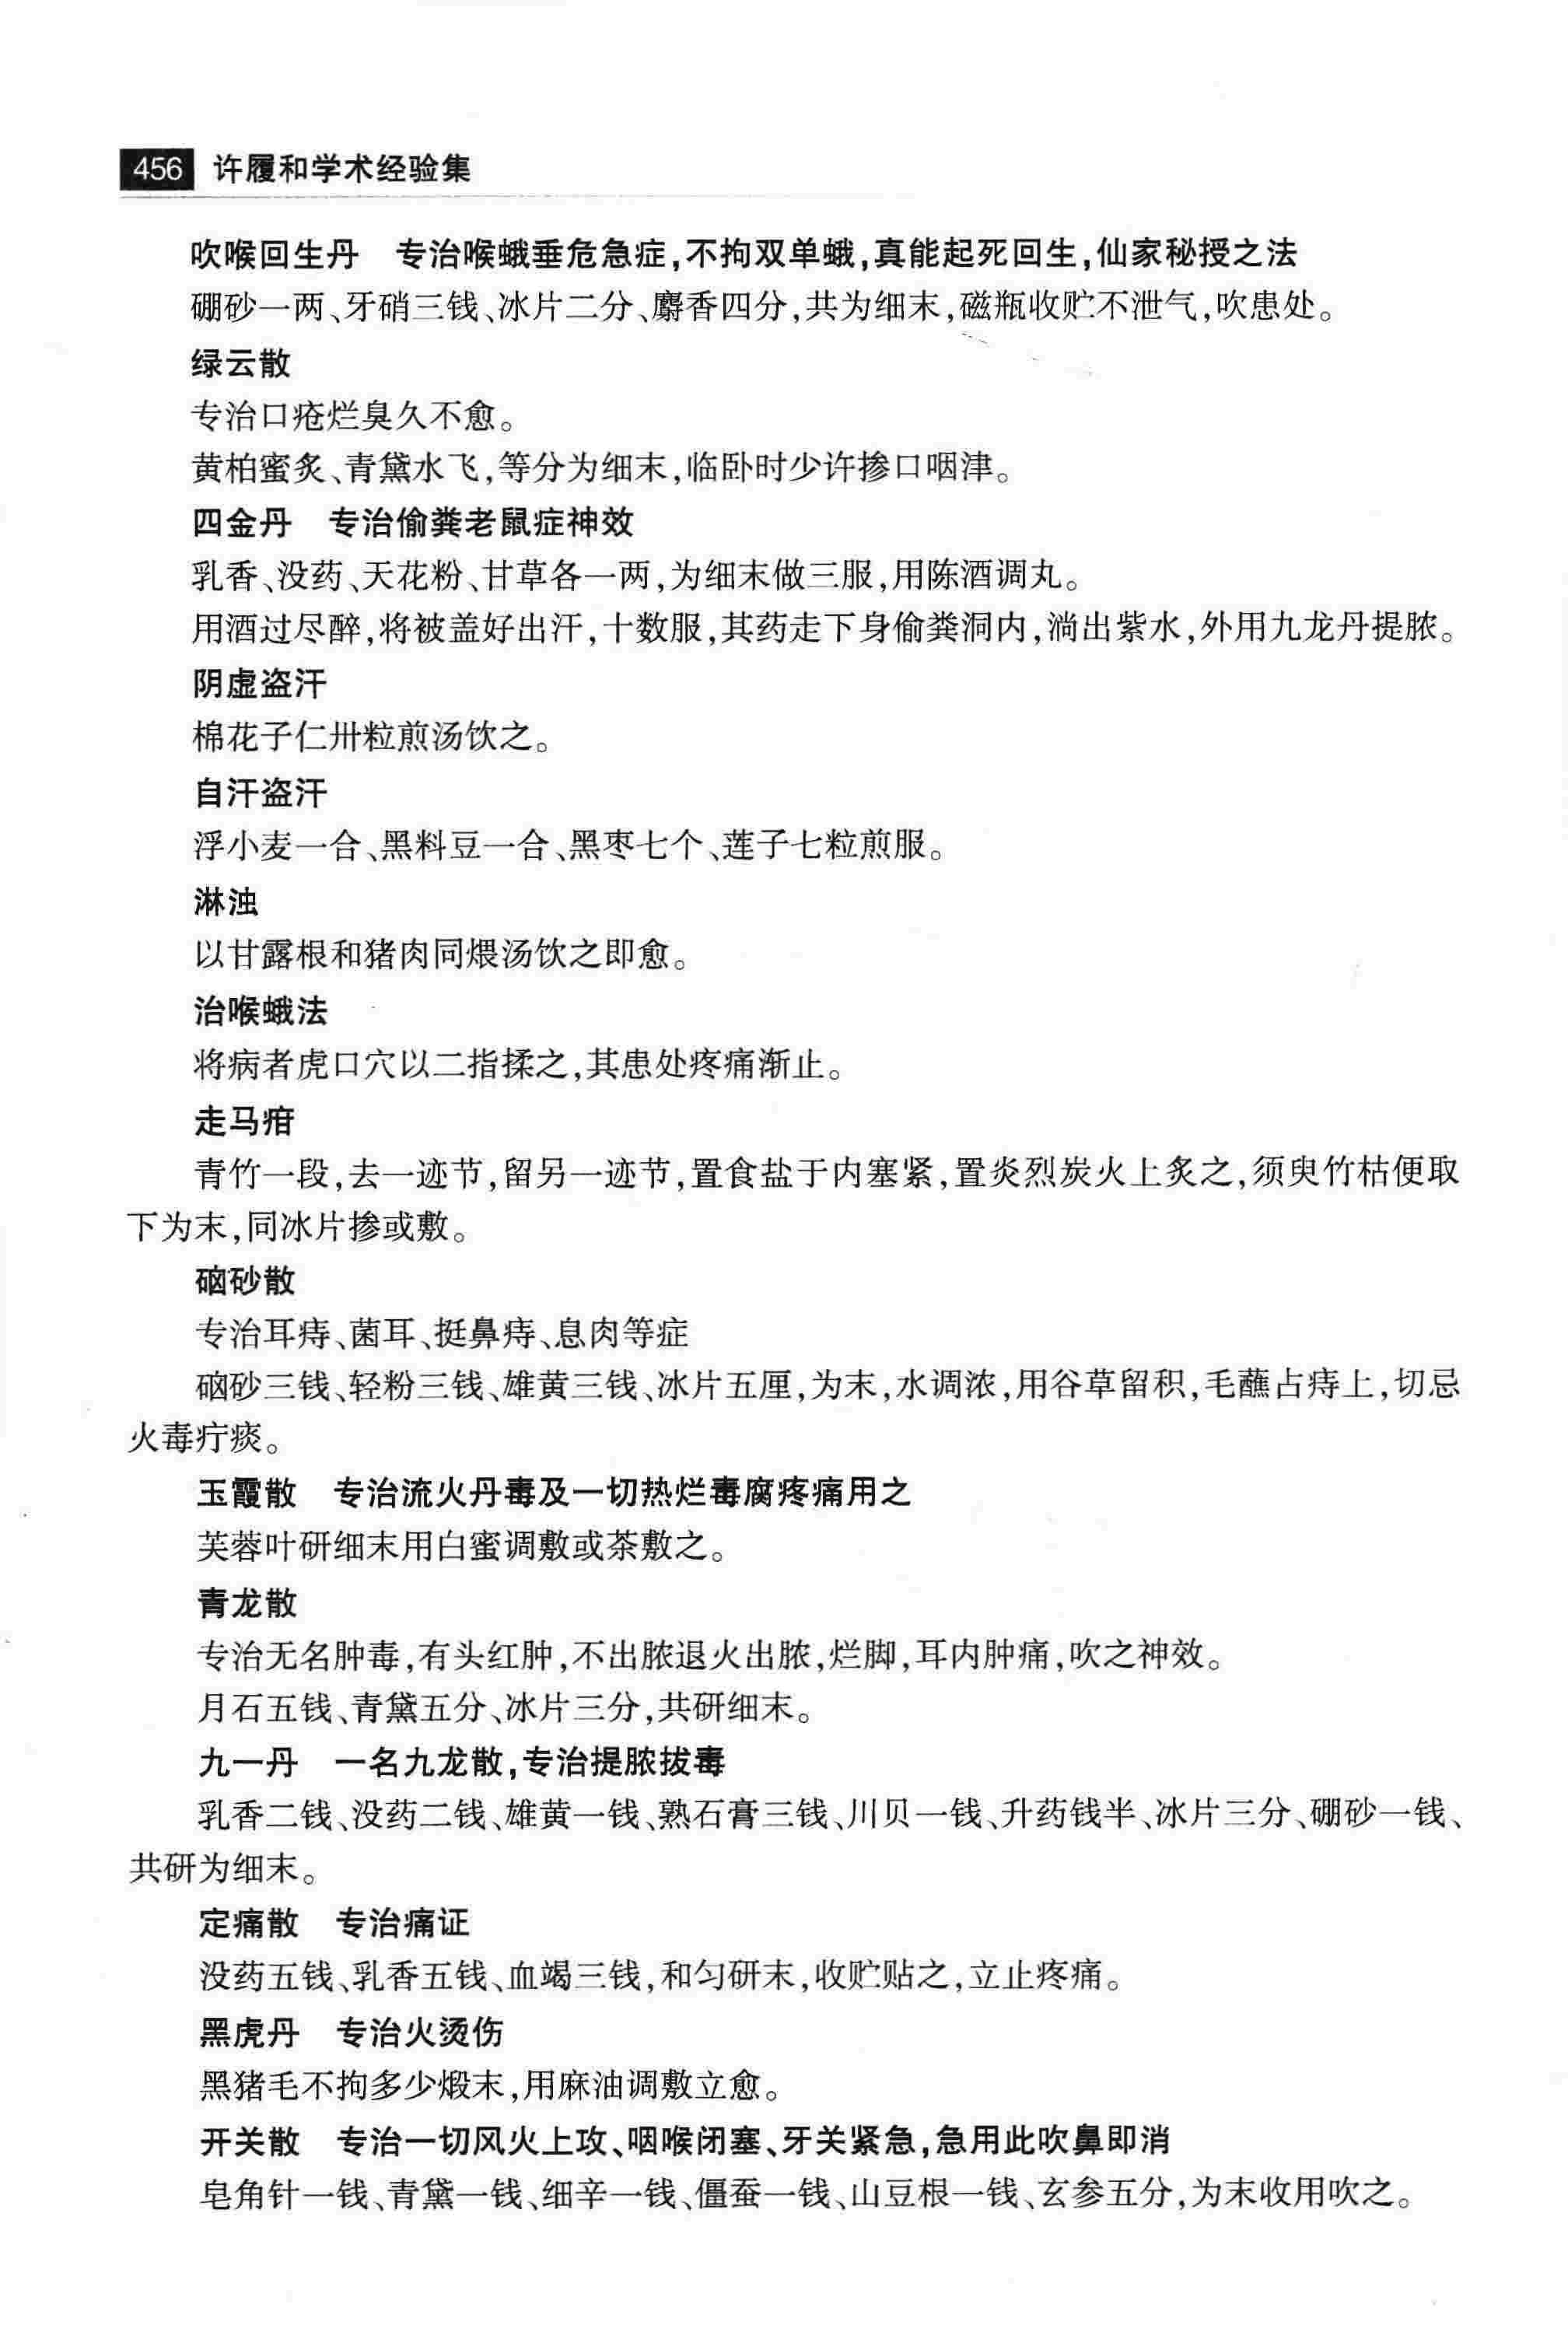 456 许履和学术经验集
吹喉回生丹 专治喉蛾垂危急症,不拘双单蛾,真能起死回生,仙家秘授之法
硼砂一两、牙硝三钱、冰片二分、麝香四分,共为细末,磁瓶收贮不泄气,吹患处。
绿云散
专治口疮烂臭久不愈。
黄柏蜜炙、青黛水飞,等分为细末,临卧时少许掺口咽津。
四金丹 专治偷粪老鼠症神效
乳香、没药、天花粉、甘草各一两,为细末做三服,用陈酒调丸。
用酒过尽醉,将被盖好出汗,十数服,其药走下身偷粪洞内,淌出紫水,外用九龙丹提脓。
阴虚盗汗
棉花子仁卅粒煎汤饮之。
自汗盗汗
浮小麦一合、黑料豆一合、黑枣七个、莲子七粒煎服。
淋浊
以甘露根和猪肉同煨汤饮之即愈。
治喉蛾法
将病者虎口穴以二指揉之,其患处疼痛渐止。
走马疳
青竹一段,去一迹节,留另一迹节,置食盐于内塞紧,置炎烈炭火上炙之,须臾竹枯便取
下为末,同冰片掺或敷。
硇砂散
专治耳痔、菌耳、挺鼻痔、息肉等症
硇砂三钱、轻粉三钱、雄黄三钱、冰片五厘,为末,水调浓,用谷草留积,毛蘸占痔上,切忌
火毒疔痰。
玉霞散 专治流火丹毒及一切热烂毒腐疼痛用之
芙蓉叶研细末用白蜜调敷或茶敷之。
青龙散
专治无名肿毒,有头红肿,不出脓退火出脓,烂脚,耳内肿痛,吹之神效。
月石五钱、青黛五分、冰片三分,共研细末。
九一丹 一名九龙散,专治提脓拔毒
乳香二钱、没药二钱、雄黄一钱、熟石膏三钱、川贝一钱、升药钱半、冰片三分、硼砂一钱、
共研为细末。
定痛散 专治痛证
没药五钱、乳香五钱、血竭三钱,和匀研末,收贮贴之,立止疼痛。
黑虎丹 专治火烫伤
黑猪毛不拘多少煅末,用麻油调敷立愈。
开关散 专治一切风火上攻、咽喉闭塞、牙关紧急,急用此吹鼻即消
皂角针一钱、青黛一钱、细辛一钱、僵蚕一钱、山豆根一钱、玄参五分,为末收用吹之。